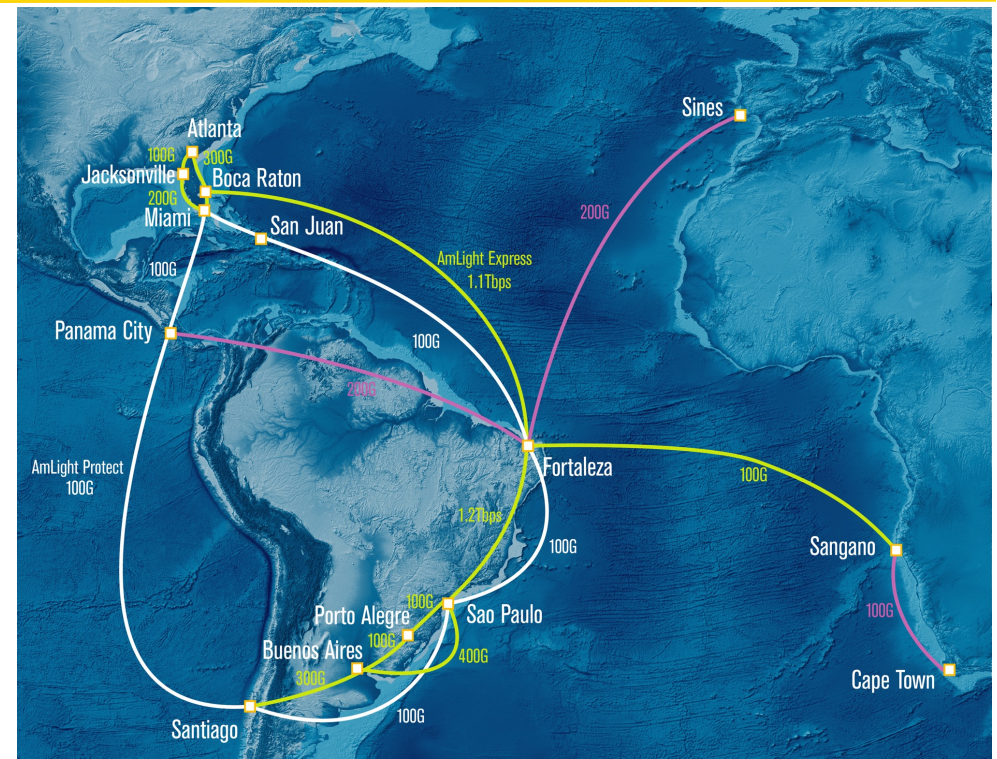 Sines
Atlanta
100G
300G
Jacksonville
Boca Raton
200G
Miami
San Juan
200G
AmLight Express
1.1Tbps
100G
Panama City
100G
200G
AmLight Protect
100G
Fortaleza
100G
1.2Tbps
100G
Sangano
100G
Porto Alegre
Sao Paulo
100G
100G
Buenos Aires
400G
300G
Cape Town
100G
Santiago